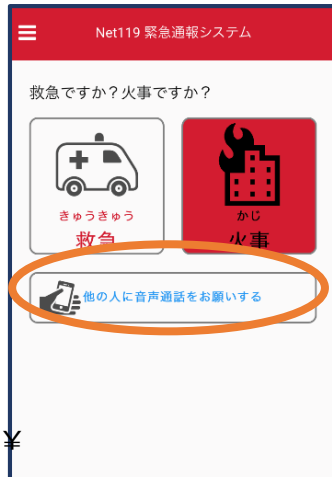 Net119 緊急通報システム
救急ですか？火事ですか？
きゅうきゅう
救急
かじ
火事
他の人に音声通話をお願いする
¥